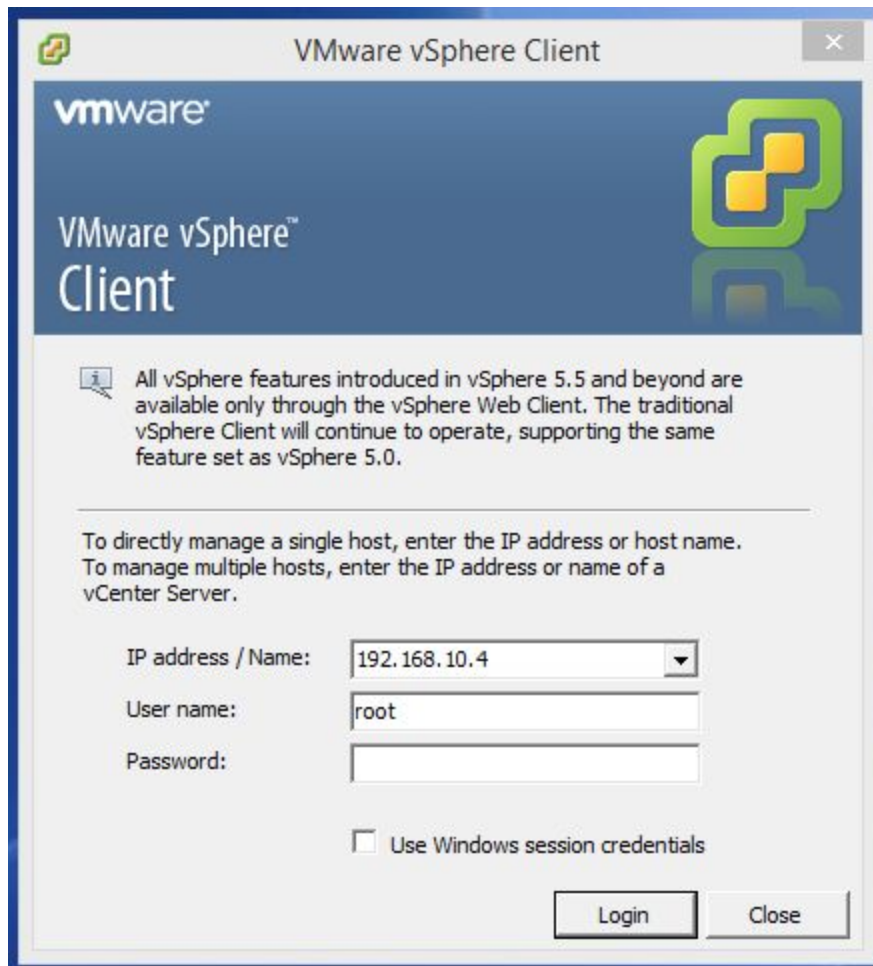 VMware vSphere Client
vmware
VMware vSphere™
Client
All vSphere features introduced in vSphere 5.5 and beyond are
available only through the vSphere Web Client. The traditional
vSphere Client will continue to operate, supporting the same
feature set as vSphere 5.0.
To directly manage a single host, enter the IP address or host name.
To manage multiple hosts, enter the IP address or name of a
vCenter Server.
IP address / Name: 192.168.10.4
User name: root
Password:
Use Windows session credentials
Login Close